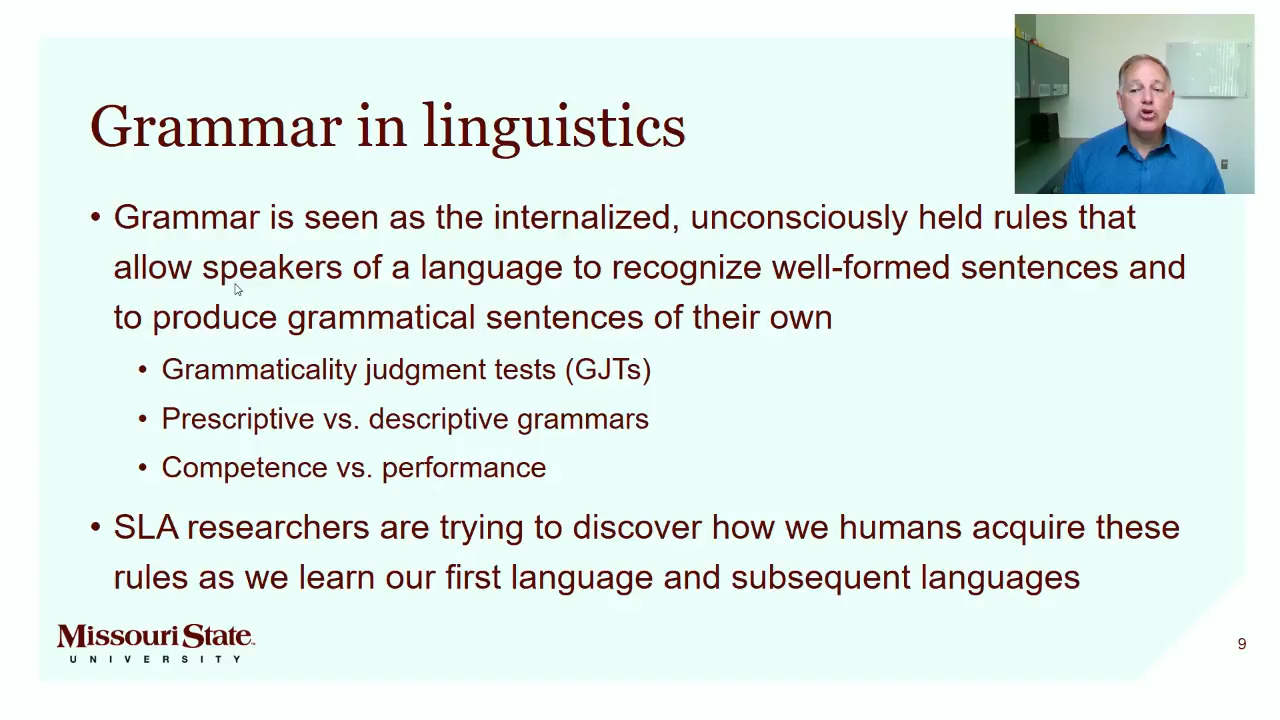 Grammar in linguistics
• Grammar is seen as the internalized, unconsciously held rules that
allow speakers of a language to recognize well-formed sentences and
to produce grammatical sentences of their own
• Grammaticality judgment tests (GJTs)
• Prescriptive vs. descriptive grammars
• Competence vs. performance
• SLA researchers are trying to discover how we humans acquire these
rules as we learn our first language and subsequent languages
Missouri State
UNIVERSITY
9